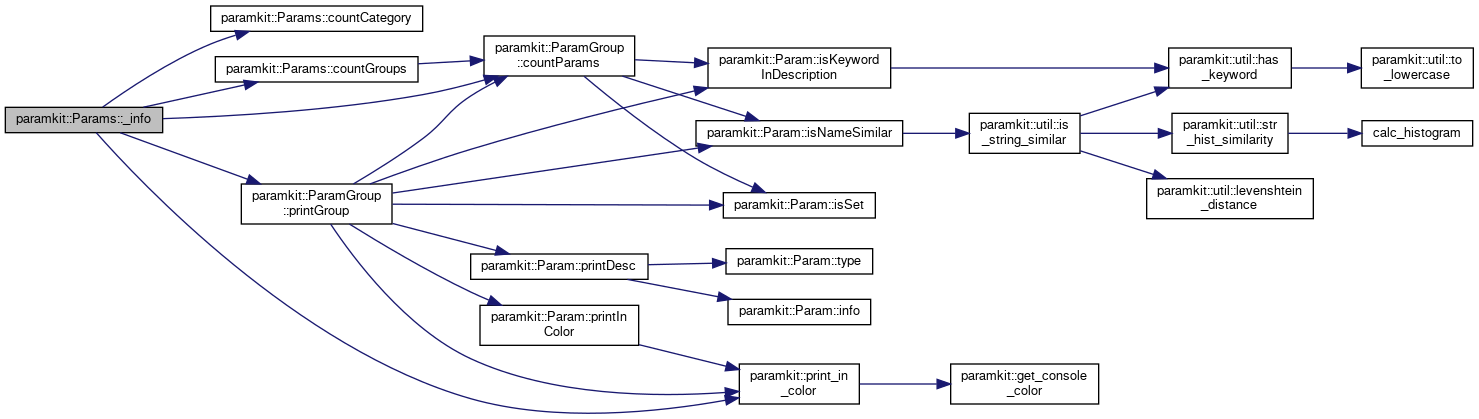 paramkit::Params::_info
paramkit::Params::countCategory
paramkit::Params::countGroups
paramkit::ParamGroup
::countParams
paramkit::Param::isKeyword
InDescription
paramkit::util::has
_keyword
paramkit::util::to
_lowercase
paramkit::Param::isNameSimilar
paramkit::util::is
_string_similar
paramkit::util::str
_hist_similarity
calc_histogram
paramkit::util::levenshtein
_distance
paramkit::ParamGroup
::printGroup
paramkit::Param::isSet
paramkit::Param::printDesc
paramkit::Param::type
paramkit::Param::info
paramkit::Param::printIn
Color
paramkit::print_in
_color
paramkit::get_console
_color